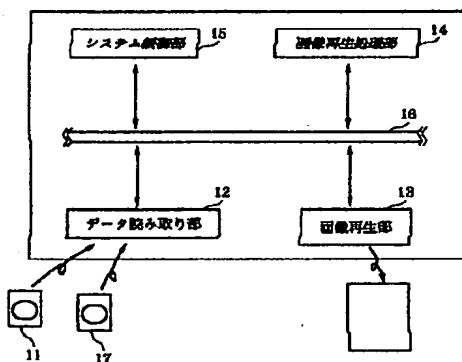 15
システム制御部
14
画像再生処理部
16
12
データ読み取り部
13
画像再生部
11
17